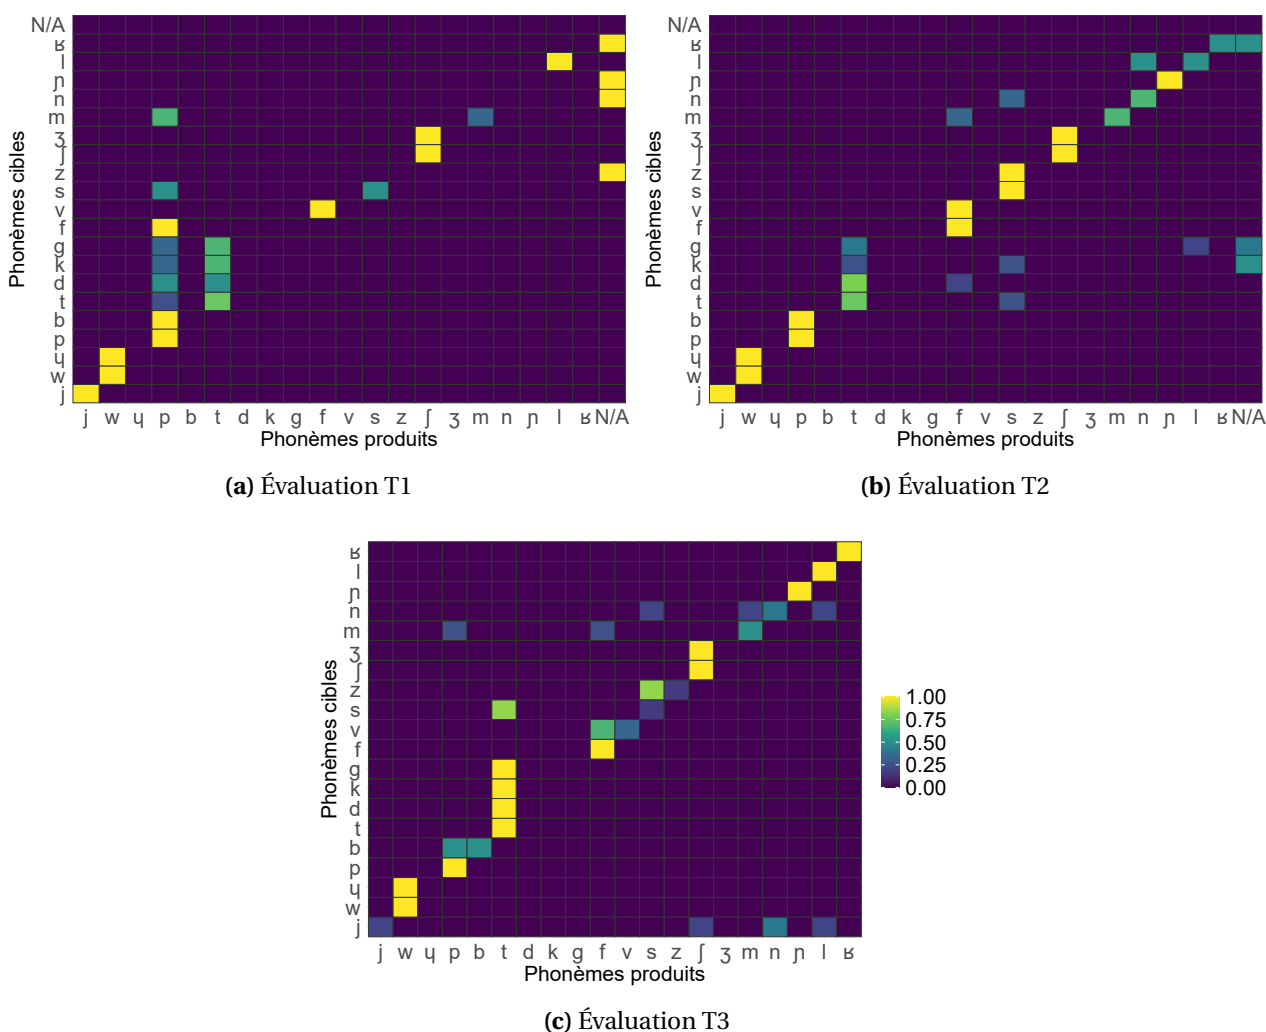 N/A
ʁ
l
ɲ
n
m
ʒ
ʃ
z
s
v
f
g
k
d
t
b
p
ɥ
w
j
Phonèmes cibles
j w ɥ p b t d k g f v s z ʃ ʒ m n ɲ l ʁ N/A
Phonèmes produits
(a) Évaluation T1
N/A
ʁ
l
ɲ
n
m
ʒ
ʃ
z
s
v
f
g
k
d
t
b
p
ɥ
w
j
Phonèmes cibles
j w ɥ p b t d k g f v s z ʃ ʒ m n ɲ l ʁ N/A
Phonèmes produits
(b) Évaluation T2
ʁ
l
ɲ
n
m
ʒ
ʃ
z
s
v
f
g
k
d
t
b
p
ɥ
w
j
Phonèmes cibles
j w ɥ p b t d k g f v s z ʃ ʒ m n ɲ l ʁ
Phonèmes produits
1.00
0.75
0.50
0.25
0.00
(c) Évaluation T3